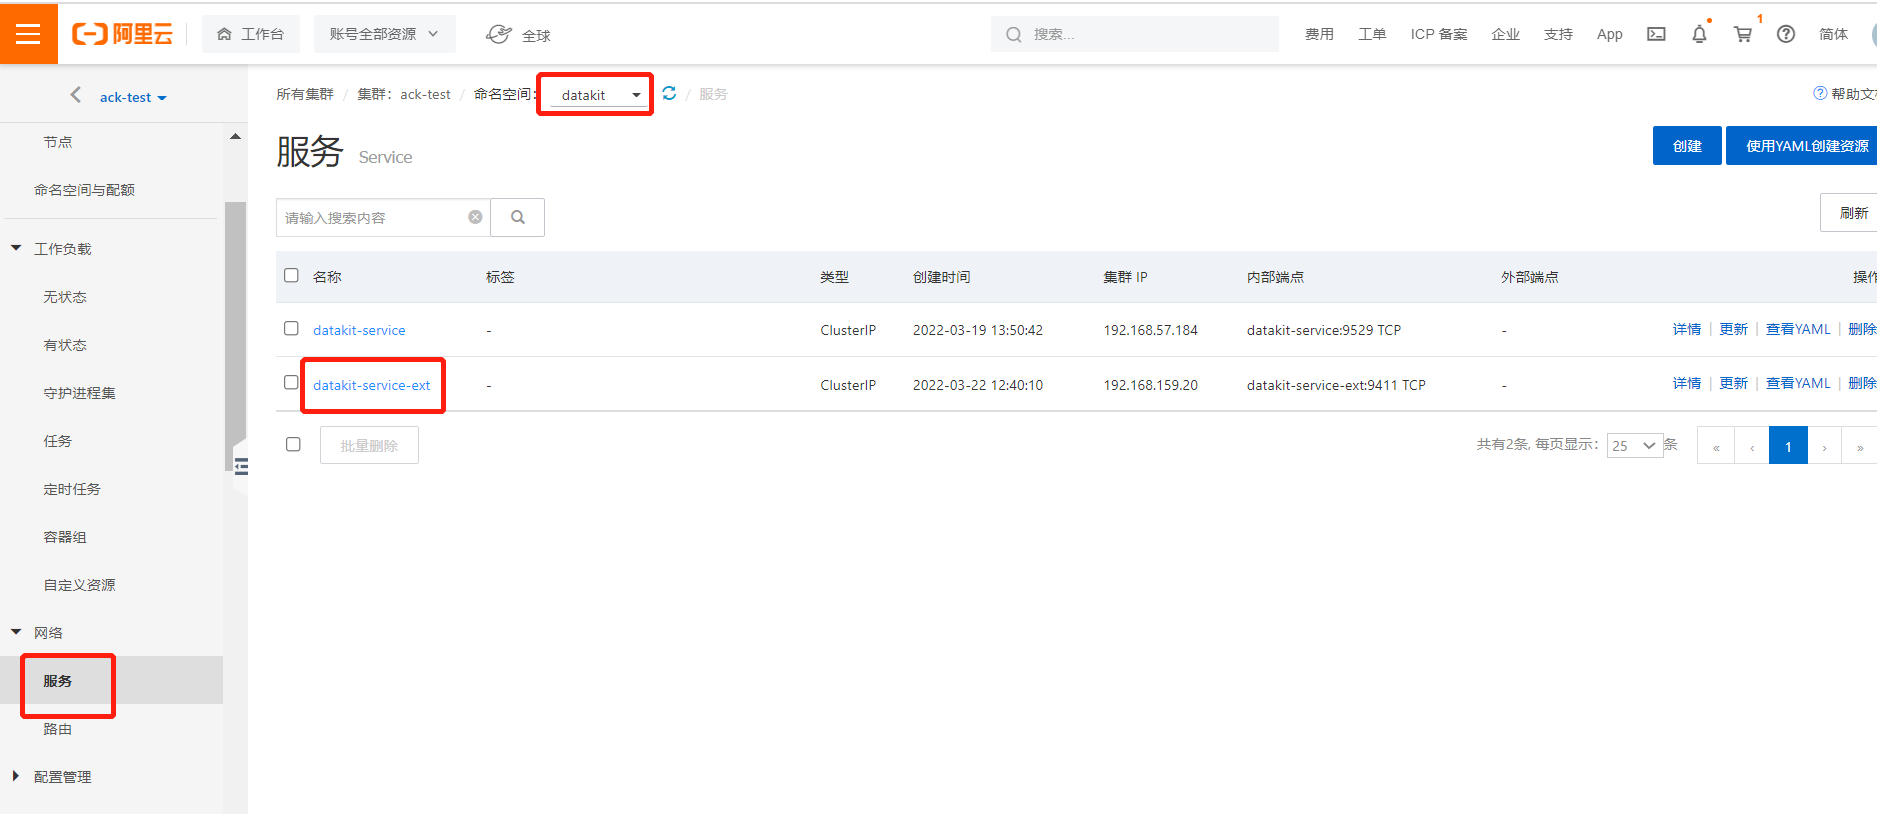 阿里云 工作台 账号全部资源 全球 搜索... 费用 工单 ICP 备案 企业 支持 App 1 简体
ack-test
所有集群 / 集群：ack-test / 命名空间： datakit / 服务
帮助文
节点
命名空间与配额
工作负载
无状态
有状态
守护进程集
任务
定时任务
容器组
自定义资源
网络
服务
路由
配置管理
服务 Service
创建 使用YAML创建资源
请输入搜索内容
刷新
名称 标签 类型 创建时间 集群 IP 内部端点 外部端点 操作
datakit-service - ClusterIP 2022-03-19 13:50:42 192.168.57.184 datakit-service:9529 TCP - 详情 | 更新 | 查看YAML | 删除
datakit-service-ext - ClusterIP 2022-03-22 12:40:10 192.168.159.20 datakit-service-ext:9411 TCP - 详情 | 更新 | 查看YAML | 删除
批量删除
共有2条, 每页显示： 25 条 « ‹ 1 › »